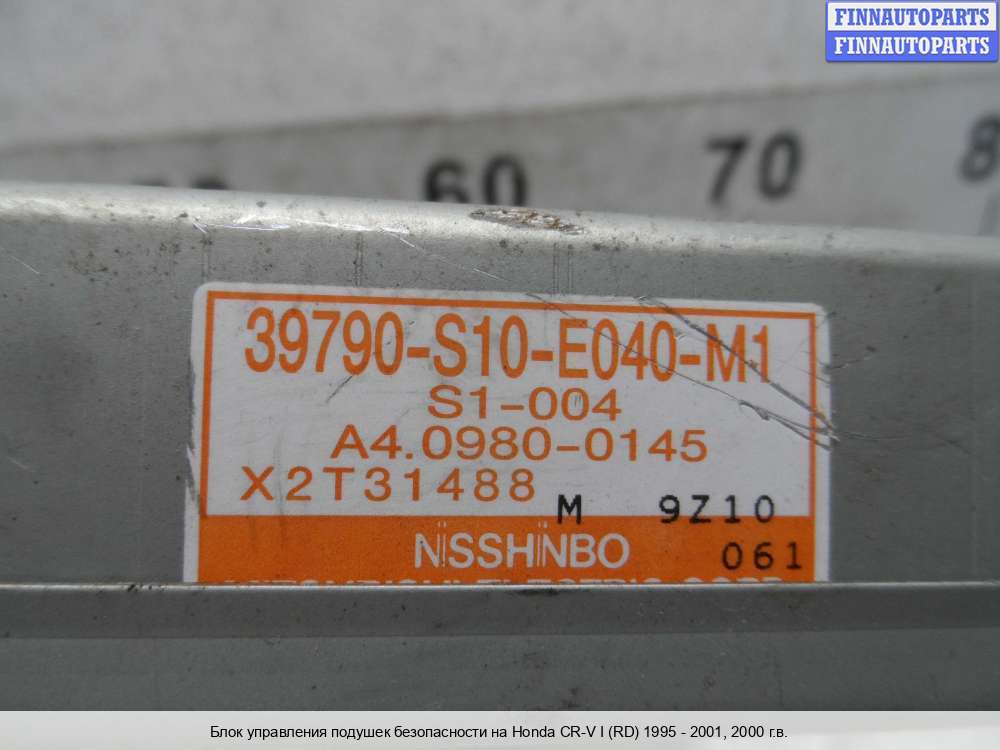 FINNAUTOPARTS
FINNAUTOPARTS
60 70
39790-S10-E040-M1
S1-004
A4.0980-0145
X2T31488 M 9Z10
NISSHINBO 061
Блок управления подушек безопасности на Honda CR-V I (RD) 1995 - 2001, 2000 г.в.